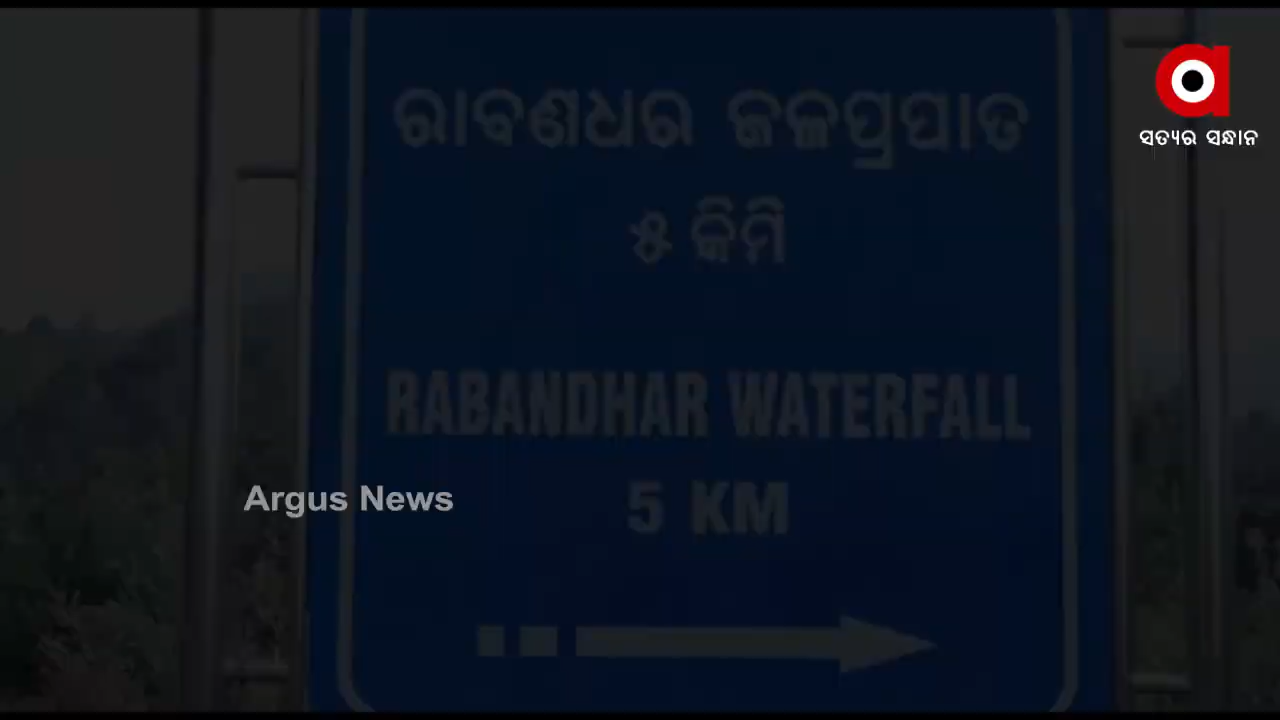 ରାବଣଧର ଜଳପ୍ରପାତ
୫ କିମି
RABANDHAR WATERFALL
5 KM
Argus News
ସତ୍ୟର ସନ୍ଧାନ